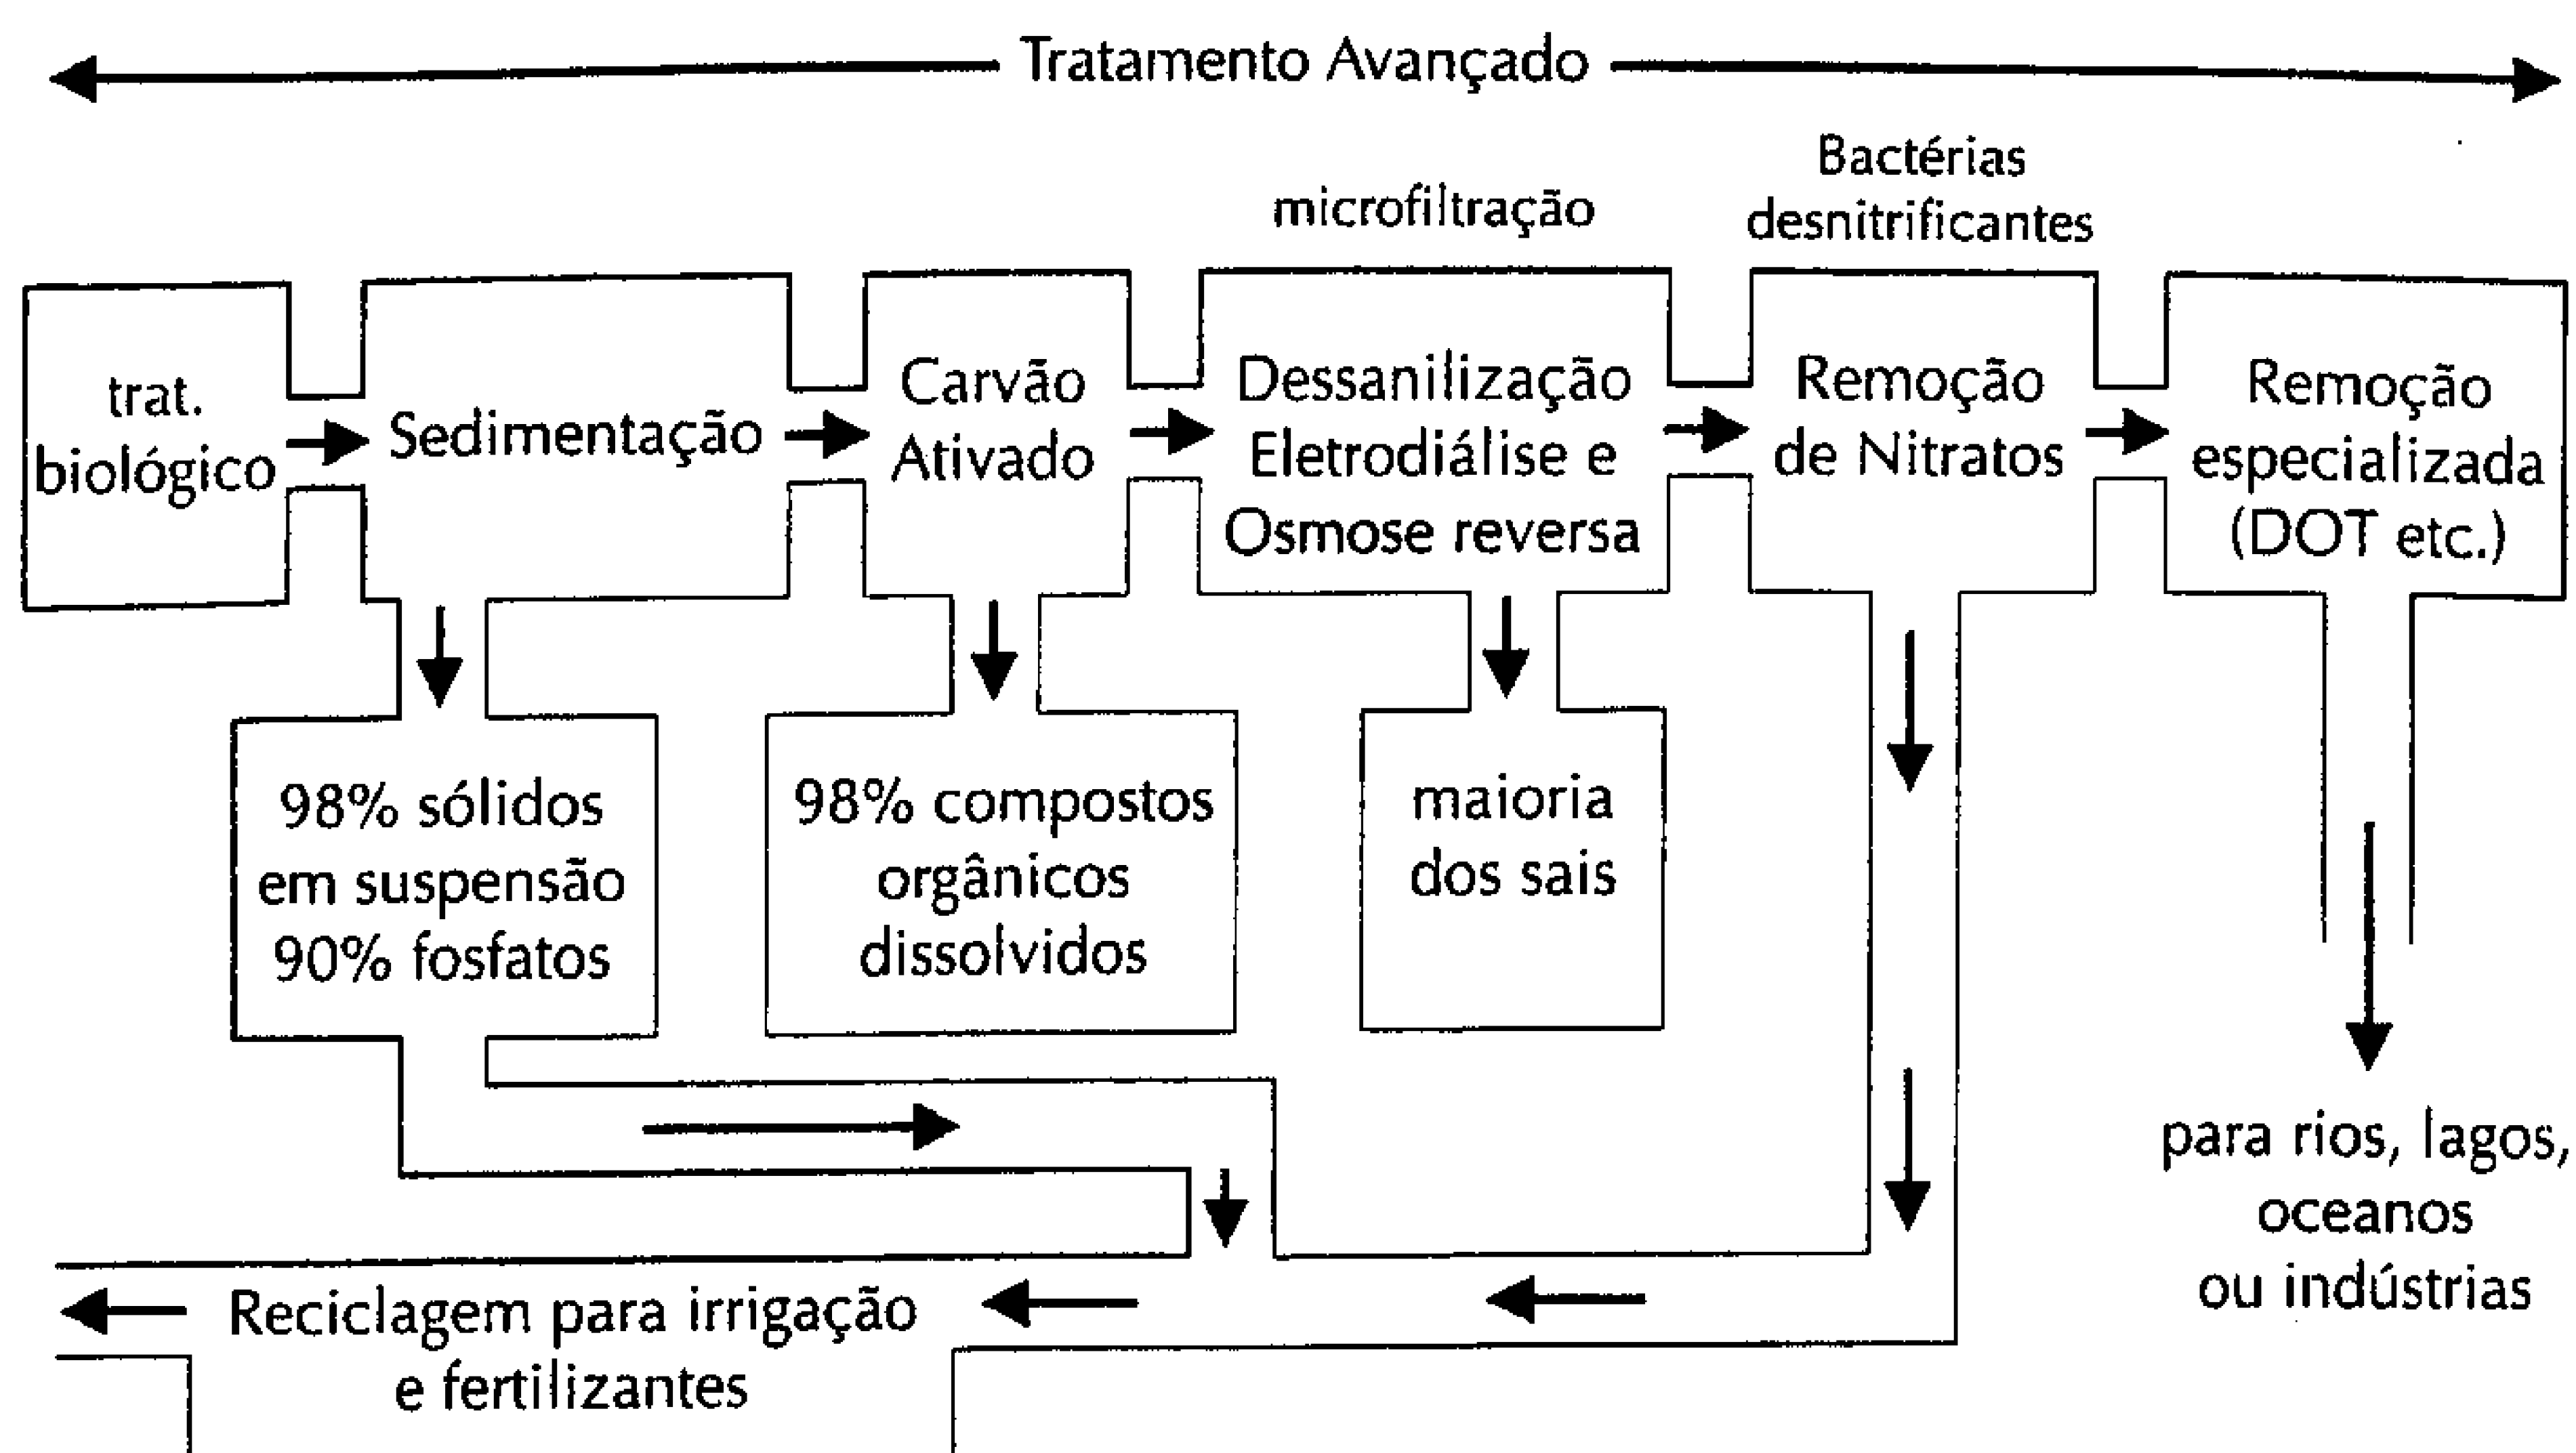 Tratamento Avançado
microfiltração
Bactérias
desnitrificantes
trat.
biológico
Sedimentação
Carvão
Ativado
Dessanilização
Eletrodiálise e
Osmose reversa
Remoção
de Nitratos
Remoção
especializada
(DOT etc.)
98% sólidos
em suspensão
90% fosfatos
98% compostos
orgânicos
dissolvidos
maioria
dos sais
para rios, lagos,
oceanos
ou indústrias
Reciclagem para irrigação
e fertilizantes